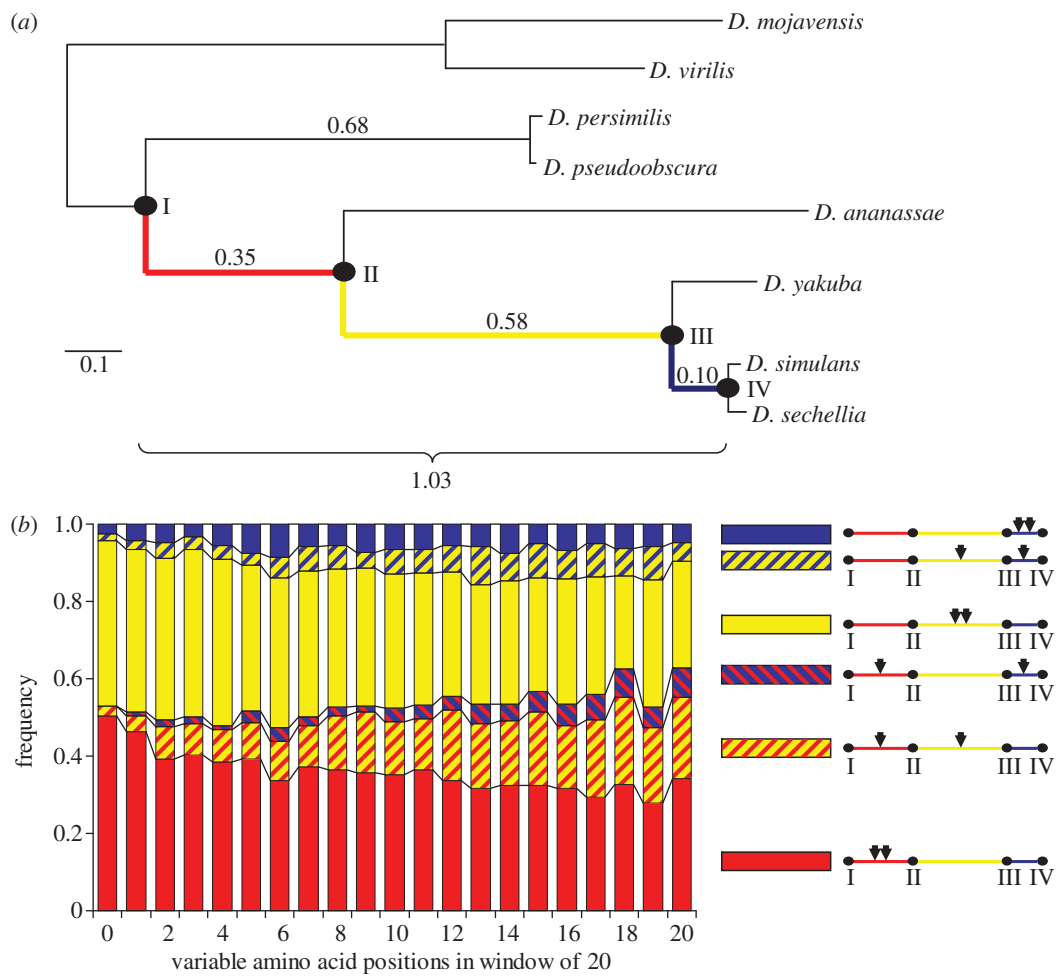 (a)
D. mojavensis
D. virilis
D. persimilis
0.68
D. pseudoobscura
I
D. ananassae
0.35
II
D. yakuba
0.58
III
0.1
D. simulans
0.10
IV
D. sechellia
1.03
(b)
1.0
0.8
0.6
0.4
0.2
0
frequency
0 2 4 6 8 10 12 14 16 18 20
variable amino acid positions in window of 20
I II III IV
I II III IV
I II III IV
I II III IV
I II III IV